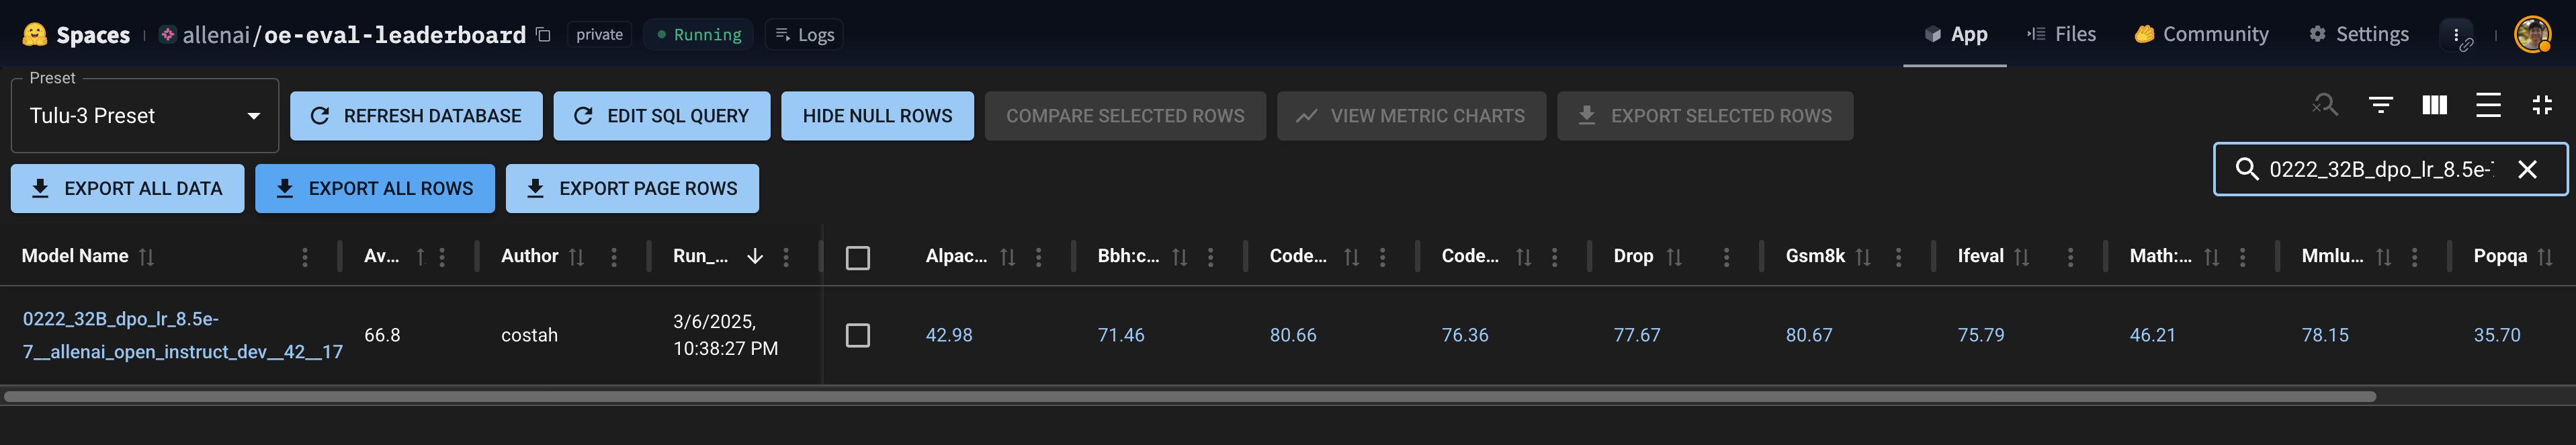 Spaces allenai/oe-eval-leaderboard private Running Logs App Files Community Settings
Preset
Tulu-3 Preset REFRESH DATABASE EDIT SQL QUERY HIDE NULL ROWS COMPARE SELECTED ROWS VIEW METRIC CHARTS EXPORT SELECTED ROWS
0222_32B_dpo_lr_8.5e-
EXPORT ALL DATA EXPORT ALL ROWS EXPORT PAGE ROWS
Model Name Av... Author Run_... Alpac... Bbh:c... Code... Code... Drop Gsm8k Ifeval Math:... Mmlu... Popqa
0222_32B_dpo_lr_8.5e-
7__allenai_open_instruct_dev__42__17 66.8 costah 3/6/2025,
10:38:27 PM 42.98 71.46 80.66 76.36 77.67 80.67 75.79 46.21 78.15 35.70